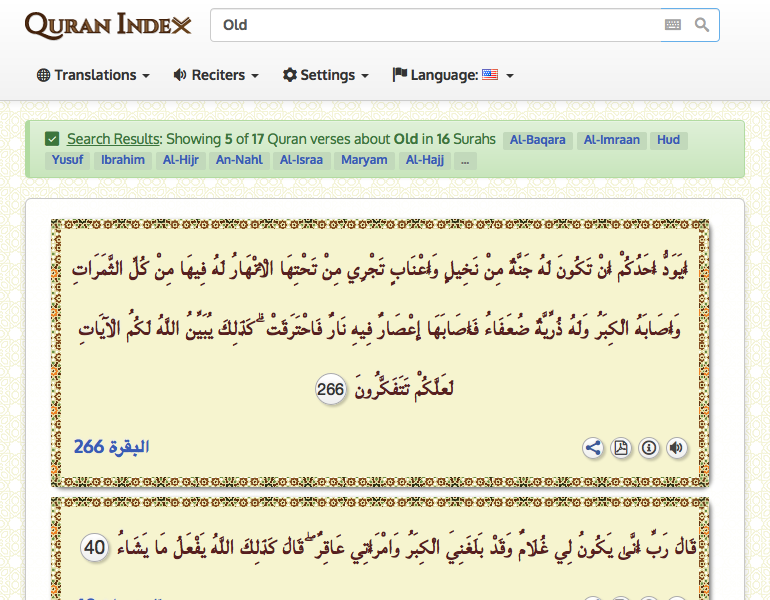 QURAN INDEX
Old
Translations
Reciters
Settings
Language:
Search Results: Showing 5 of 17 Quran verses about Old in 16 Surahs Al-Baqara Al-Imraan Hud
Yusuf Ibrahim Al-Hijr An-Nahl Al-Israa Maryam Al-Hajj ...
أَيَوَدُّ أَحَدُكُمْ أَنْ تَكُونَ لَهُ جَنَّةٌ مِنْ نَخِيلٍ وَأَعْنَابٍ تَجْرِي مِنْ تَحْتِهَا الْأَنْهَارُ لَهُ فِيهَا مِنْ كُلِّ الثَّمَرَاتِ
وَأَصَابَهُ الْكِبَرُ وَلَهُ ذُرِّيَّةٌ ضُعَفَاءُ فَأَصَابَهَا إِعْصَارٌ فِيهِ نَارٌ فَاحْتَرَقَتْ ۗ كَذَلِكَ يُبَيِّنُ اللَّهُ لَكُمُ الْآيَاتِ
لَعَلَّكُمْ تَتَفَكَّرُونَ 266
البقرة 266
قَالَ رَبِّ أَنَّىٰ يَكُونُ لِي غُلَامٌ وَقَدْ بَلَغَنِيَ الْكِبَرُ وَامْرَأَتِي عَاقِرٌ ۖ قَالَ كَذَلِكَ اللَّهُ يَفْعَلُ مَا يَشَاءُ 40